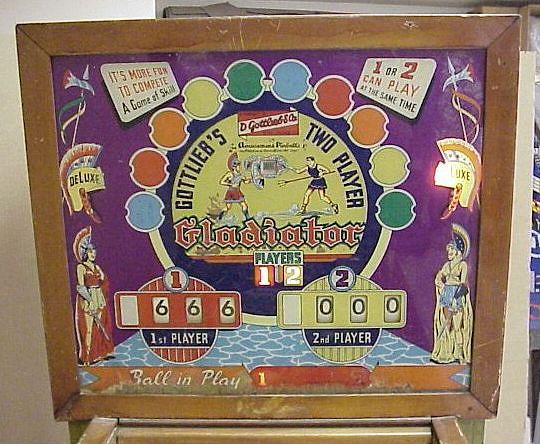 IT'S MORE FUN
TO COMPETE
A Game of Skill
1 OR 2
CAN PLAY
AT THE SAME TIME
D. Gottlieb & Co.
Amusement Pinballs
GOTTLIEB'S
TWO PLAYER
DELUXE
LUXE
Gladiator
PLAYERS
1 2
1
2
6 6 6
0 0 0
1ST PLAYER
2nd PLAYER
Ball in Play
1